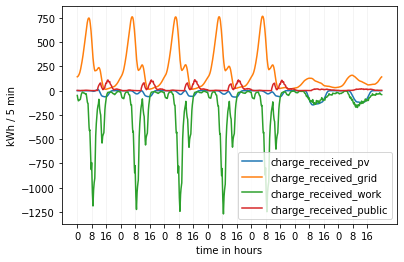 kWh / 5 min
750
500
250
0
−250
−500
−750
−1000
−1250
charge_received_pv
charge_received_grid
charge_received_work
charge_received_public
0 8 16 0 8 16 0 8 16 0 8 16 0 8 16 0 8 16 0 8 16
time in hours